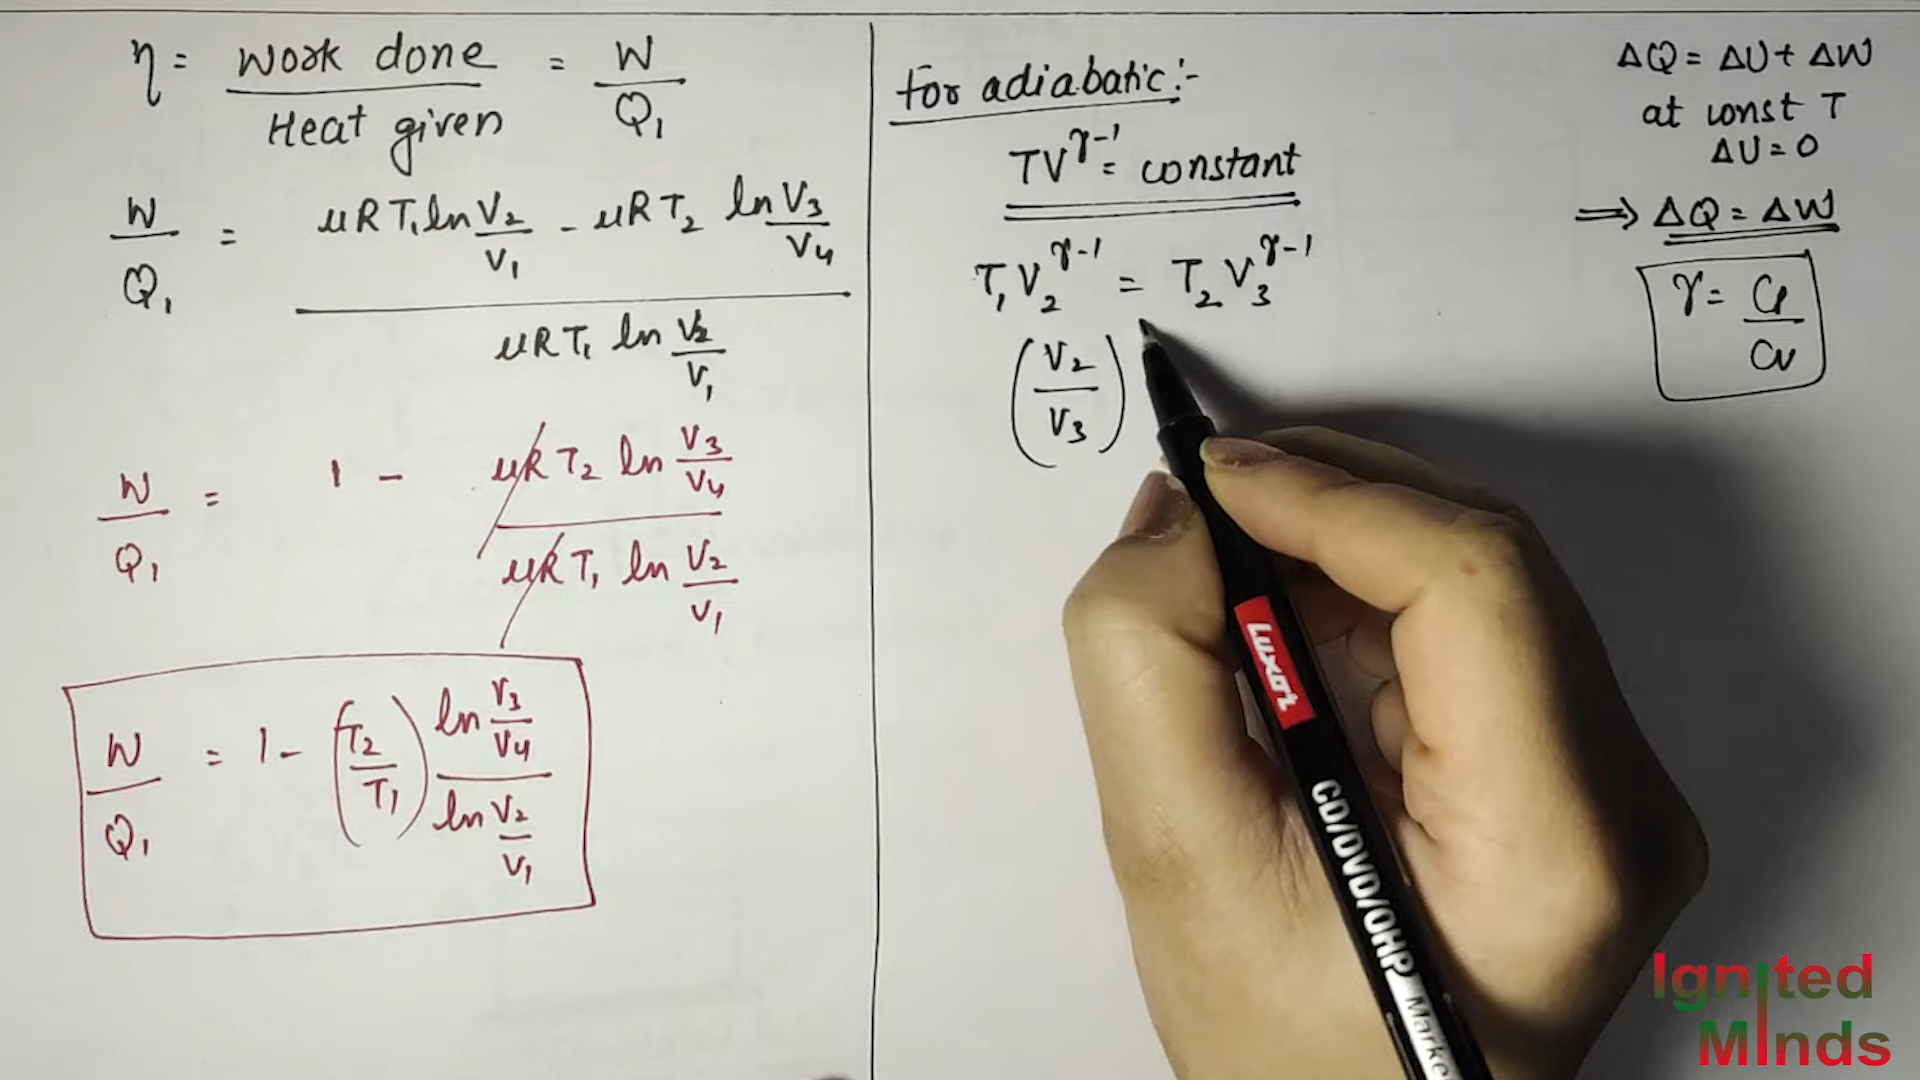 η = Work done / Heat given = W / Q₁
W / Q₁ = μRT₁ ln V₂/V₁ - μRT₂ ln V₃/V₄ / μRT₁ ln V₂/V₁
W / Q₁ = 1 - μRT₂ ln V₃/V₄ / μRT₁ ln V₂/V₁
W / Q₁ = 1 - (T₂/T₁) ln V₃/V₄ / ln V₂/V₁
For adiabatic:-
TV^γ-1 = constant
T₁V₂^γ-1 = T₂V₃^γ-1
(V₂/V₃)
ΔQ = ΔU + ΔW
at const T
ΔU = 0
⇒ ΔQ = ΔW
γ = Cp/Cv
Luxor
CD/DVD/OHP Marke
Ignited
Minds